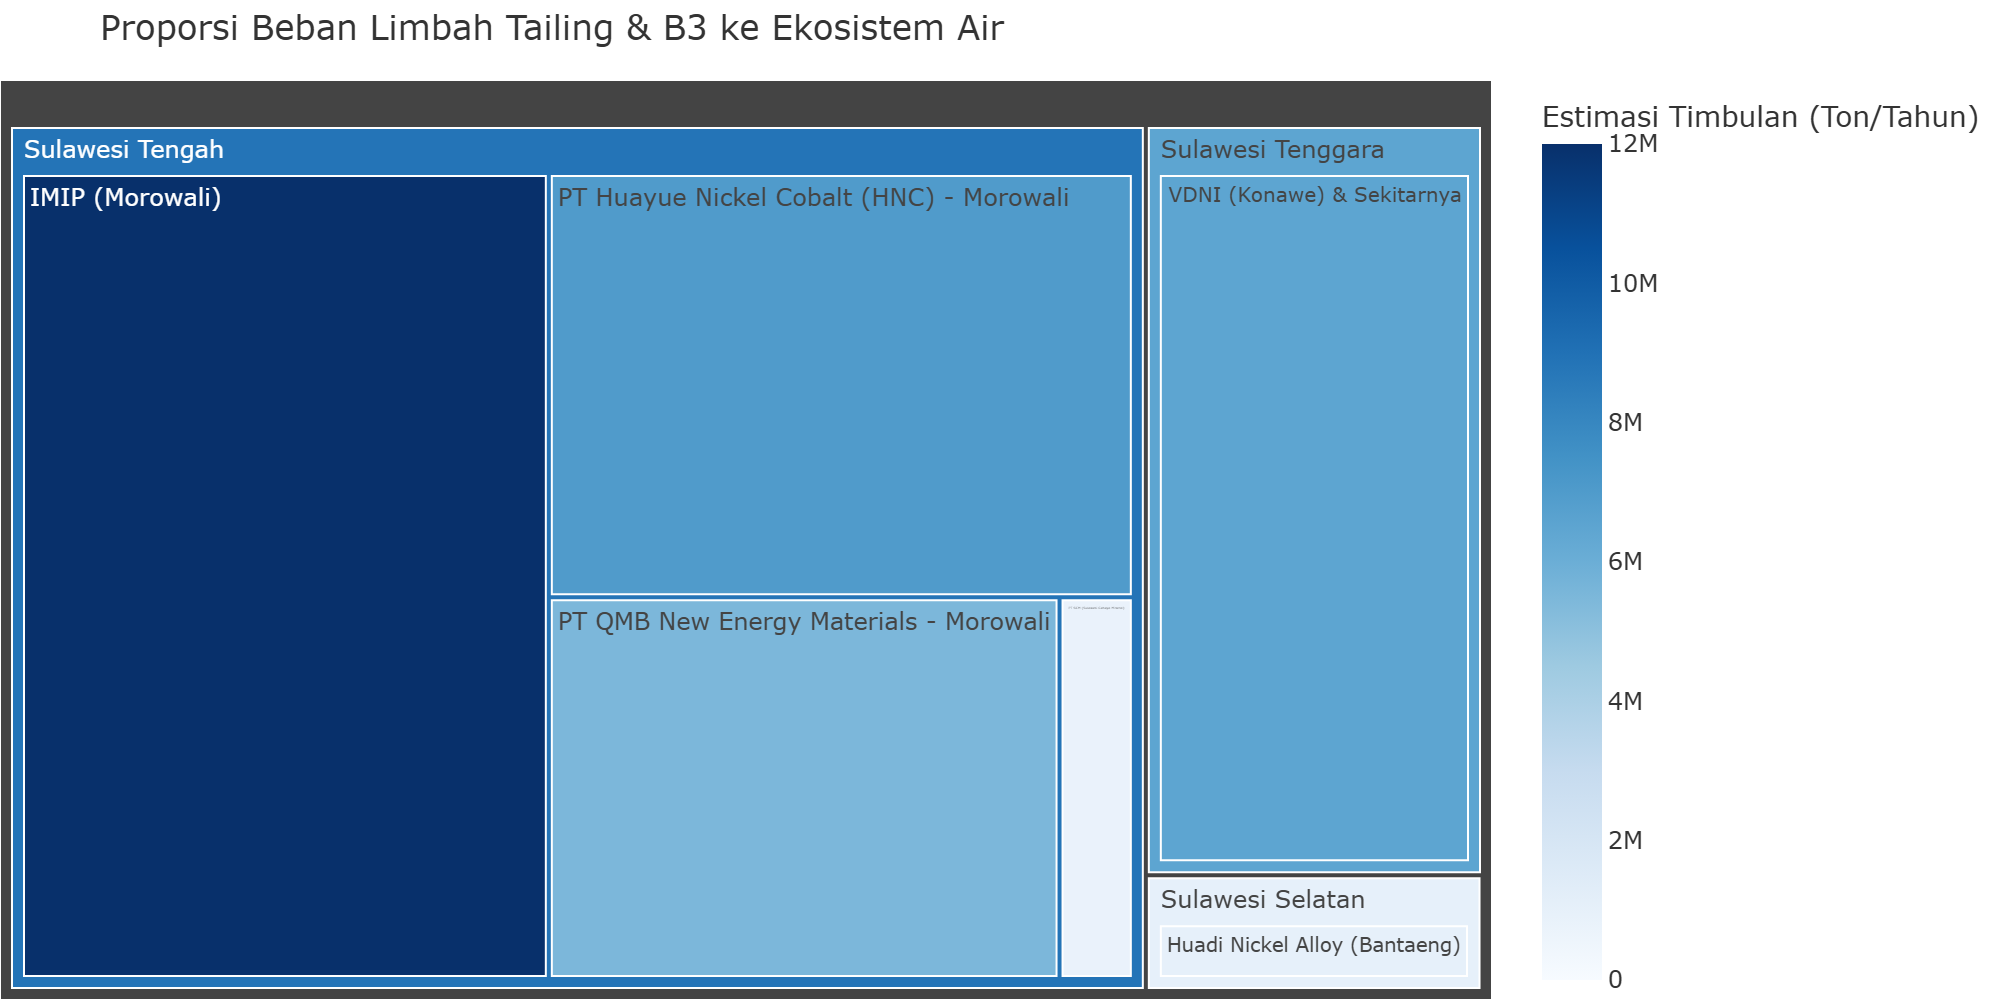 Proporsi Beban Limbah Tailing & B3 ke Ekosistem Air
Sulawesi Tengah
IMIP (Morowali)
PT Huayue Nickel Cobalt (HNC) - Morowali
PT QMB New Energy Materials - Morowali
Sulawesi Tenggara
VDNI (Konawe) & Sekitarnya
Sulawesi Selatan
Huadi Nickel Alloy (Bantaeng)
Estimasi Timbulan (Ton/Tahun)
12M
10M
8M
6M
4M
2M
0